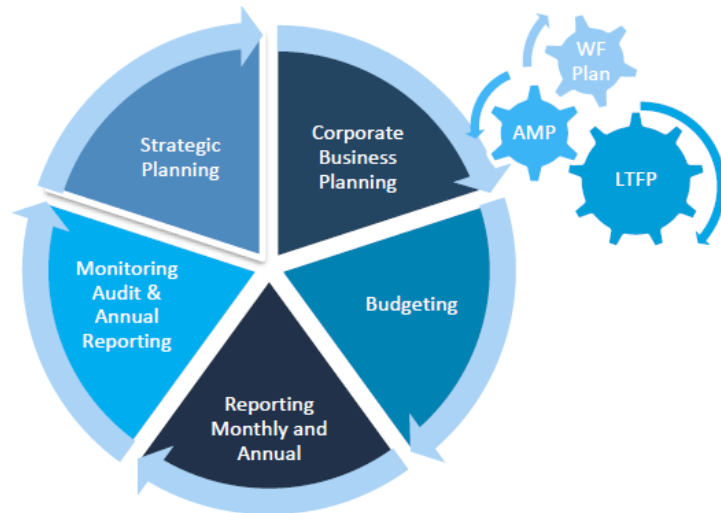 Strategic
Planning
Corporate
Business
Planning
WF
Plan
AMP
LTFP
Monitoring
Audit &
Annual
Reporting
Budgeting
Reporting
Monthly and
Annual